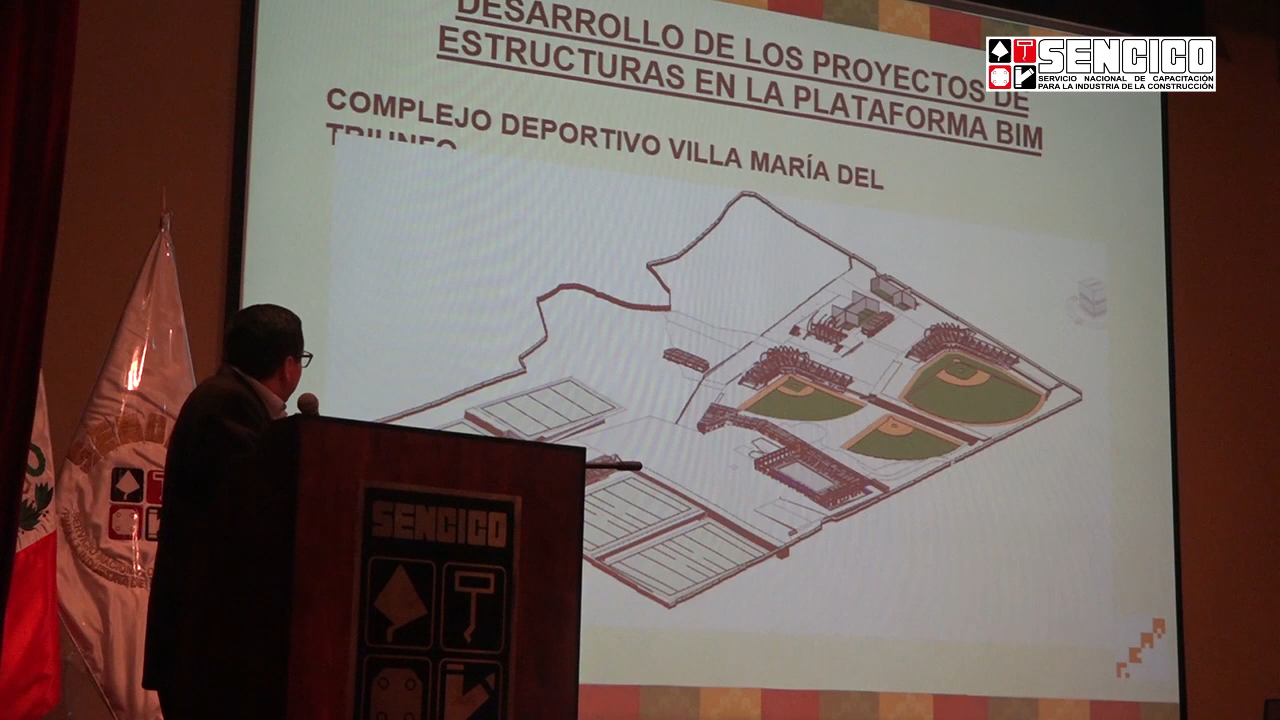 DESARROLLO DE LOS PROYECTOS DE
ESTRUCTURAS EN LA PLATAFORMA BIM
COMPLEJO DEPORTIVO VILLA MARÍA DEL
TRIUNFO
SENCICO
SERVICIO NACIONAL DE CAPACITACIÓN
PARA LA INDUSTRIA DE LA CONSTRUCCIÓN
SENCICO